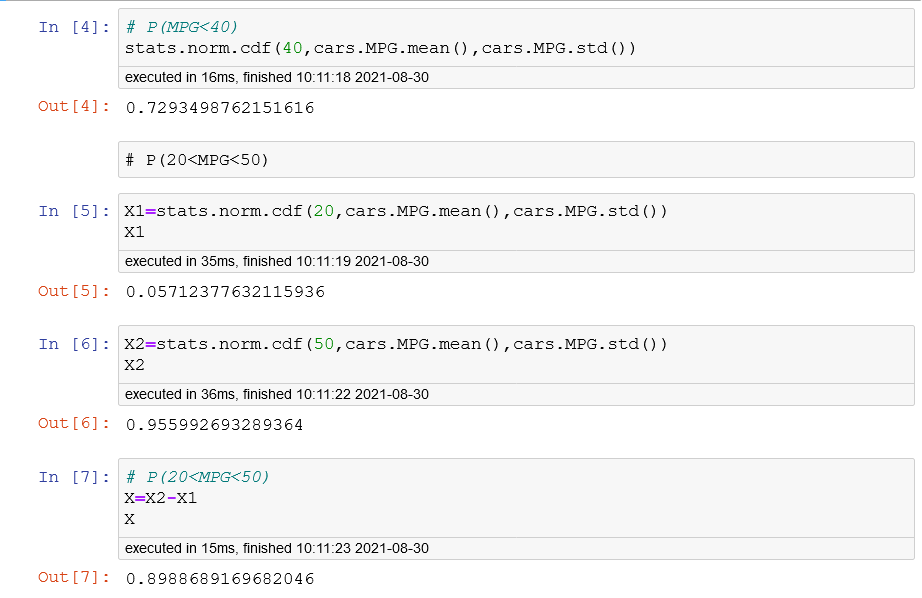 In [4]: # P(MPG<40)
stats.norm.cdf(40,cars.MPG.mean(),cars.MPG.std())
executed in 16ms, finished 10:11:18 2021-08-30
Out[4]: 0.7293498762151616
# P(20<MPG<50)
In [5]: X1=stats.norm.cdf(20,cars.MPG.mean(),cars.MPG.std())
X1
executed in 35ms, finished 10:11:19 2021-08-30
Out[5]: 0.05712377632115936
In [6]: X2=stats.norm.cdf(50,cars.MPG.mean(),cars.MPG.std())
X2
executed in 36ms, finished 10:11:22 2021-08-30
Out[6]: 0.955992693289364
In [7]: # P(20<MPG<50)
X=X2-X1
X
executed in 15ms, finished 10:11:23 2021-08-30
Out[7]: 0.8988689169682046